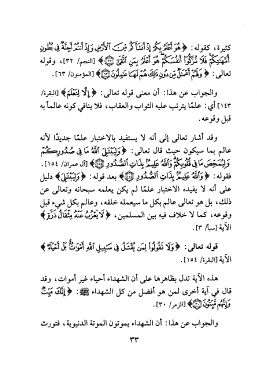 كثيرة، كقوله: ﴿هُوَ أَعْلَمُ بِكُمْ إِذْ أَنشَأَكُم مِّنَ الْأَرْضِ وَإِذْ أَنتُمْ أَجِنَّةٌ فِي بُطُونِ
أُمَّهَٰتِكُمْ فَلَا تُزَكُّوا أَنفُسَكُمْ هُوَ أَعْلَمُ بِمَنِ اتَّقَىٰ﴾ [النجم/ ٣٢]، وقوله
تعالى: ﴿وَلَهُمْ أَعْمَٰلٌ مِّن دُونِ ذَٰلِكَ هُمْ لَهَا عَٰمِلُونَ﴾ [المؤمنون/ ٦٣].
والجواب عن هذا: أن معنى قوله تعالى: ﴿إِلَّا لِنَعْلَمَ﴾ [البقرة/
١٤٣] أي: علمًا يترتب عليه الثواب والعقاب، فلا ينافي كونه عالمًا به
قبل وقوعه.
وقد أشار تعالى إلى أنه لا يستفيد بالاختبار علمًا جديدًا لأنه
عالم بما سيكون حيث قال تعالى: ﴿وَلِيَبْتَلِيَ اللَّهُ مَا فِي صُدُورِكُمْ
وَلِيُمَحِّصَ مَا فِي قُلُوبِكُمْ وَاللَّهُ عَلِيمٌ بِذَاتِ الصُّدُورِ﴾ [آل عمران/ ١٥٤]،
فقوله: ﴿وَاللَّهُ عَلِيمٌ بِذَاتِ الصُّدُورِ﴾ بعد قوله: ﴿وَلِيَبْتَلِيَ﴾ دليل
على أنه لا يفيده الاختبار علمًا لم يكن يعلمه سبحانه وتعالى عن
ذلك، بل هو تعالى عالم بكل ما سيعمله خلقه، وعالم بكل شيء قبل
وقوعه، كما لا خلاف فيه بين المسلمين، ﴿لَا يَعْزُبُ عَنْهُ مِثْقَالُ ذَرَّةٍ﴾
الآية [سبأ/ ٣].
قوله تعالى: ﴿وَلَا تَقُولُوا لِمَن يُقْتَلُ فِي سَبِيلِ اللَّهِ أَمْوَٰتٌ بَلْ أَحْيَاءٌ﴾
الآية [البقرة/ ١٥٤].
هذه الآية تدل بظاهرها على أن الشهداء أحياء غير أموات، وقد
قال في آية أخرى لمن هو أفضل من كل الشهداء ﷺ: ﴿إِنَّكَ مَيِّتٌ
وَإِنَّهُم مَّيِّتُونَ﴾ [الزمر/ ٣٠].
والجواب عن هذا: أن الشهداء يموتون الموتة الدنيوية، فتورث
٣٣